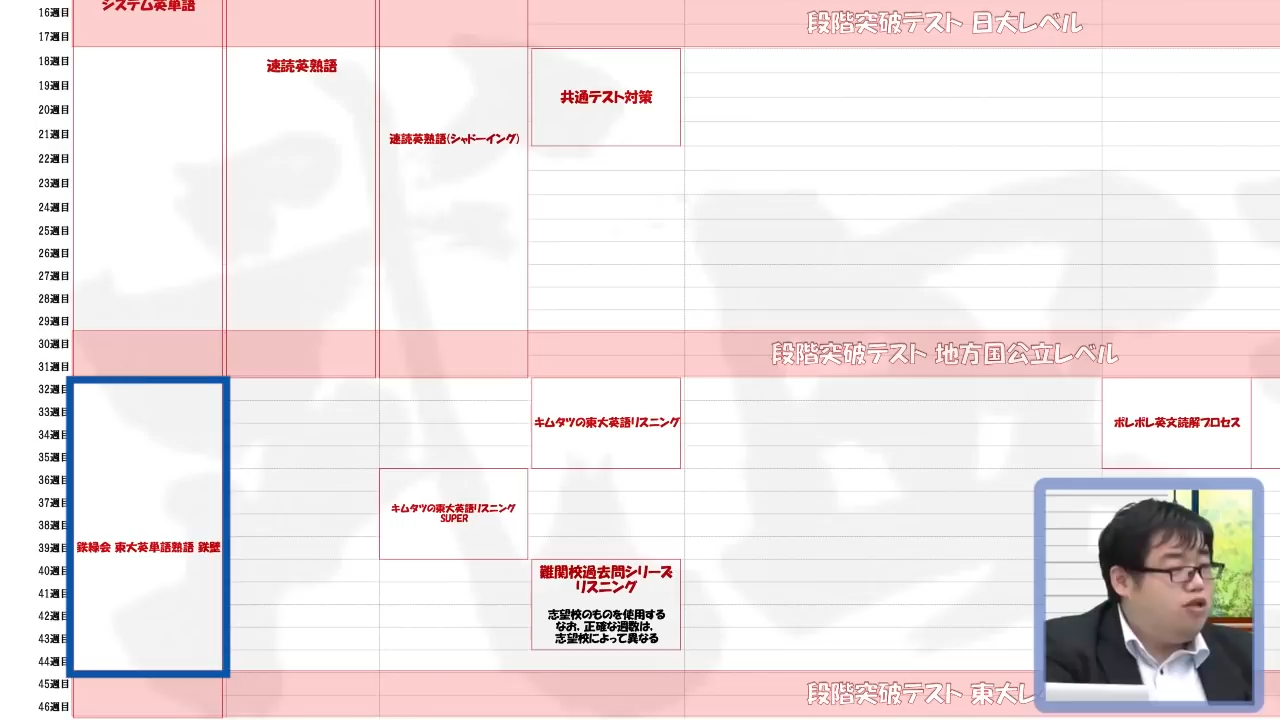 システム英単語
16週目
段階突破テスト 日大レベル
17週目
18週目
速読英熟語
19週目
共通テスト対策
20週目
21週目
速読英熟語(シャドーイング)
22週目
23週目
24週目
25週目
26週目
27週目
28週目
29週目
30週目
段階突破テスト 地方国公立レベル
31週目
32週目
33週目
キムタツの東大英語リスニング
ポレポレ英文読解プロセス
34週目
35週目
36週目
37週目
キムタツの東大英語リスニング
SUPER
38週目
39週目
鉄緑会 東大英単語熟語 鉄壁
40週目
難関校過去問シリーズ
リスニング
41週目
42週目
志望校のものを使用する
なお、正確な週数は、
志望校によって異なる
43週目
44週目
45週目
段階突破テスト 東大レ
46週目